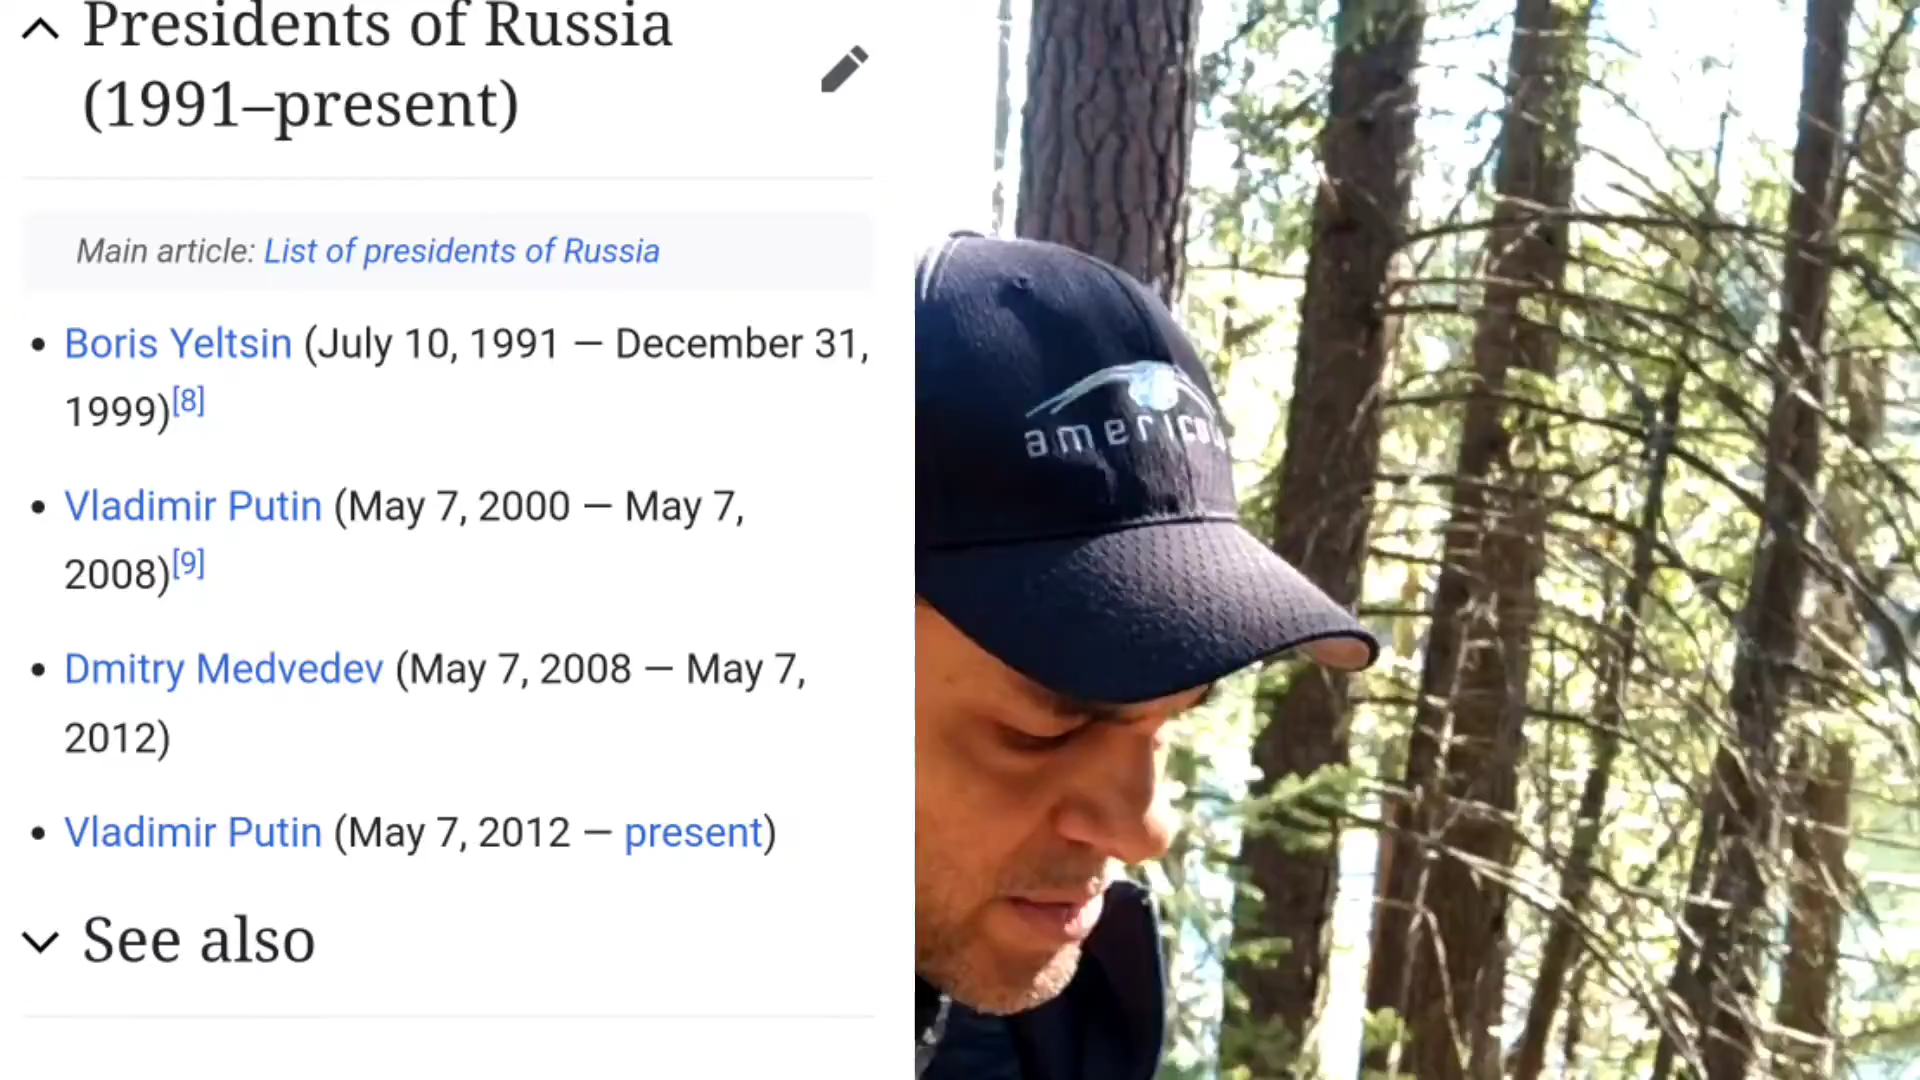 Presidents of Russia
(1991–present)
Main article: List of presidents of Russia
• Boris Yeltsin (July 10, 1991 — December 31,
1999)[8]
• Vladimir Putin (May 7, 2000 — May 7,
2008)[9]
• Dmitry Medvedev (May 7, 2008 — May 7,
2012)
• Vladimir Putin (May 7, 2012 — present)
See also